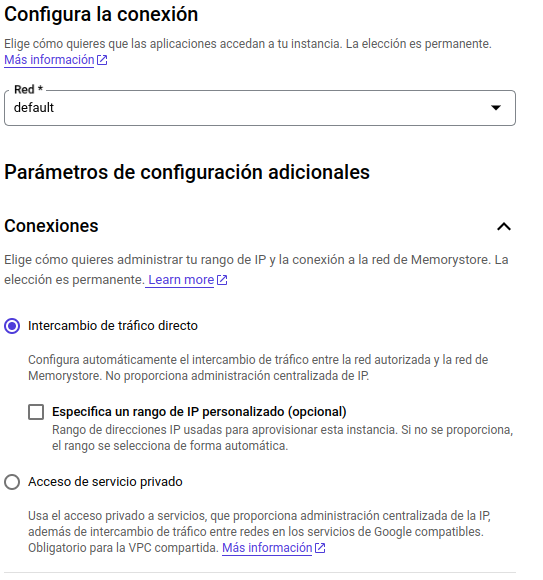 Configura la conexión
Elige cómo quieres que las aplicaciones accedan a tu instancia. La elección es permanente.
Más información
Red *
default
Parámetros de configuración adicionales
Conexiones
Elige cómo quieres administrar tu rango de IP y la conexión a la red de Memorystore. La
elección es permanente. Learn more
Intercambio de tráfico directo
Configura automáticamente el intercambio de tráfico entre la red autorizada y la red de
Memorystore. No proporciona administración centralizada de IP.
Especifica un rango de IP personalizado (opcional)
Rango de direcciones IP usadas para aprovisionar esta instancia. Si no se proporciona,
el rango se selecciona de forma automática.
Acceso de servicio privado
Usa el acceso privado a servicios, que proporciona administración centralizada de la IP,
además de intercambio de tráfico entre redes en los servicios de Google compatibles.
Obligatorio para la VPC compartida. Más información